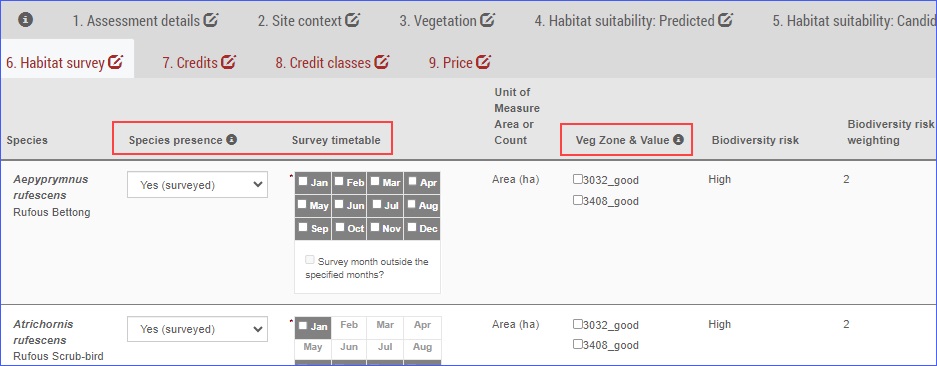 1. Assessment details 2. Site context 3. Vegetation 4. Habitat suitability: Predicted 5. Habitat suitability: Candid
6. Habitat survey 7. Credits 8. Credit classes 9. Price
Species Species presence Survey timetable Unit of Measure Area or Count Veg Zone & Value Biodiversity risk Biodiversity risk weighting
Aepyprymnus rufescens
Rufous Bettong
Yes (surveyed)
* Jan Feb Mar Apr
May Jun Jul Aug
Sep Oct Nov Dec
Survey month outside the
specified months?
Area (ha)
3032_good
3408_good
High
2
Atrichornis rufescens
Rufous Scrub-bird
Yes (surveyed)
* Jan Feb Mar Apr
May Jun Jul Aug
Area (ha)
3032_good
3408_good
High
2